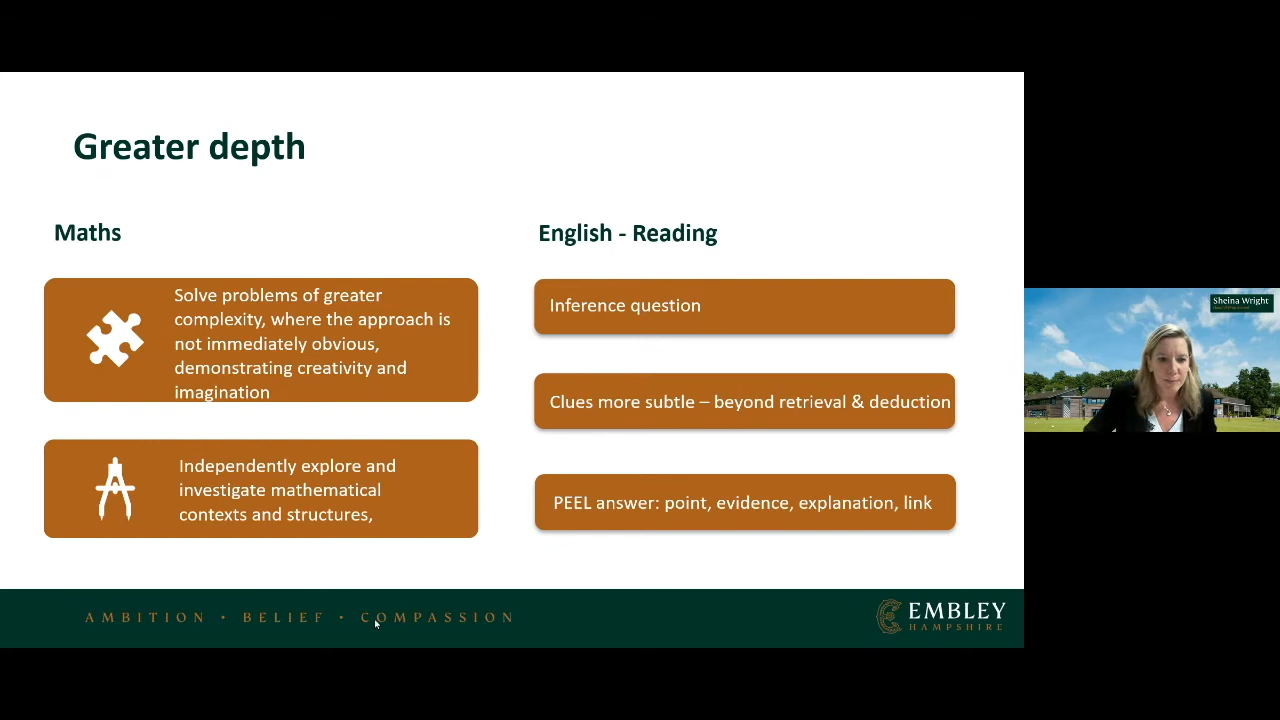 Greater depth
Maths
Solve problems of greater
complexity, where the approach is
not immediately obvious,
demonstrating creativity and
imagination
Independently explore and
investigate mathematical
contexts and structures,
English - Reading
Inference question
Clues more subtle – beyond retrieval & deduction
PEEL answer: point, evidence, explanation, link
AMBITION • BELIEF • COMPASSION
EMBLEY
HAMPSHIRE
Sheina Wright